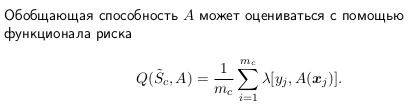 Обобщающая способность A может оцениваться с помощью
функционала риска
Q(S̃_c, A) = \frac{1}{m_c} \sum_{i=1}^{m_c} λ[y_j, A(x_j)].